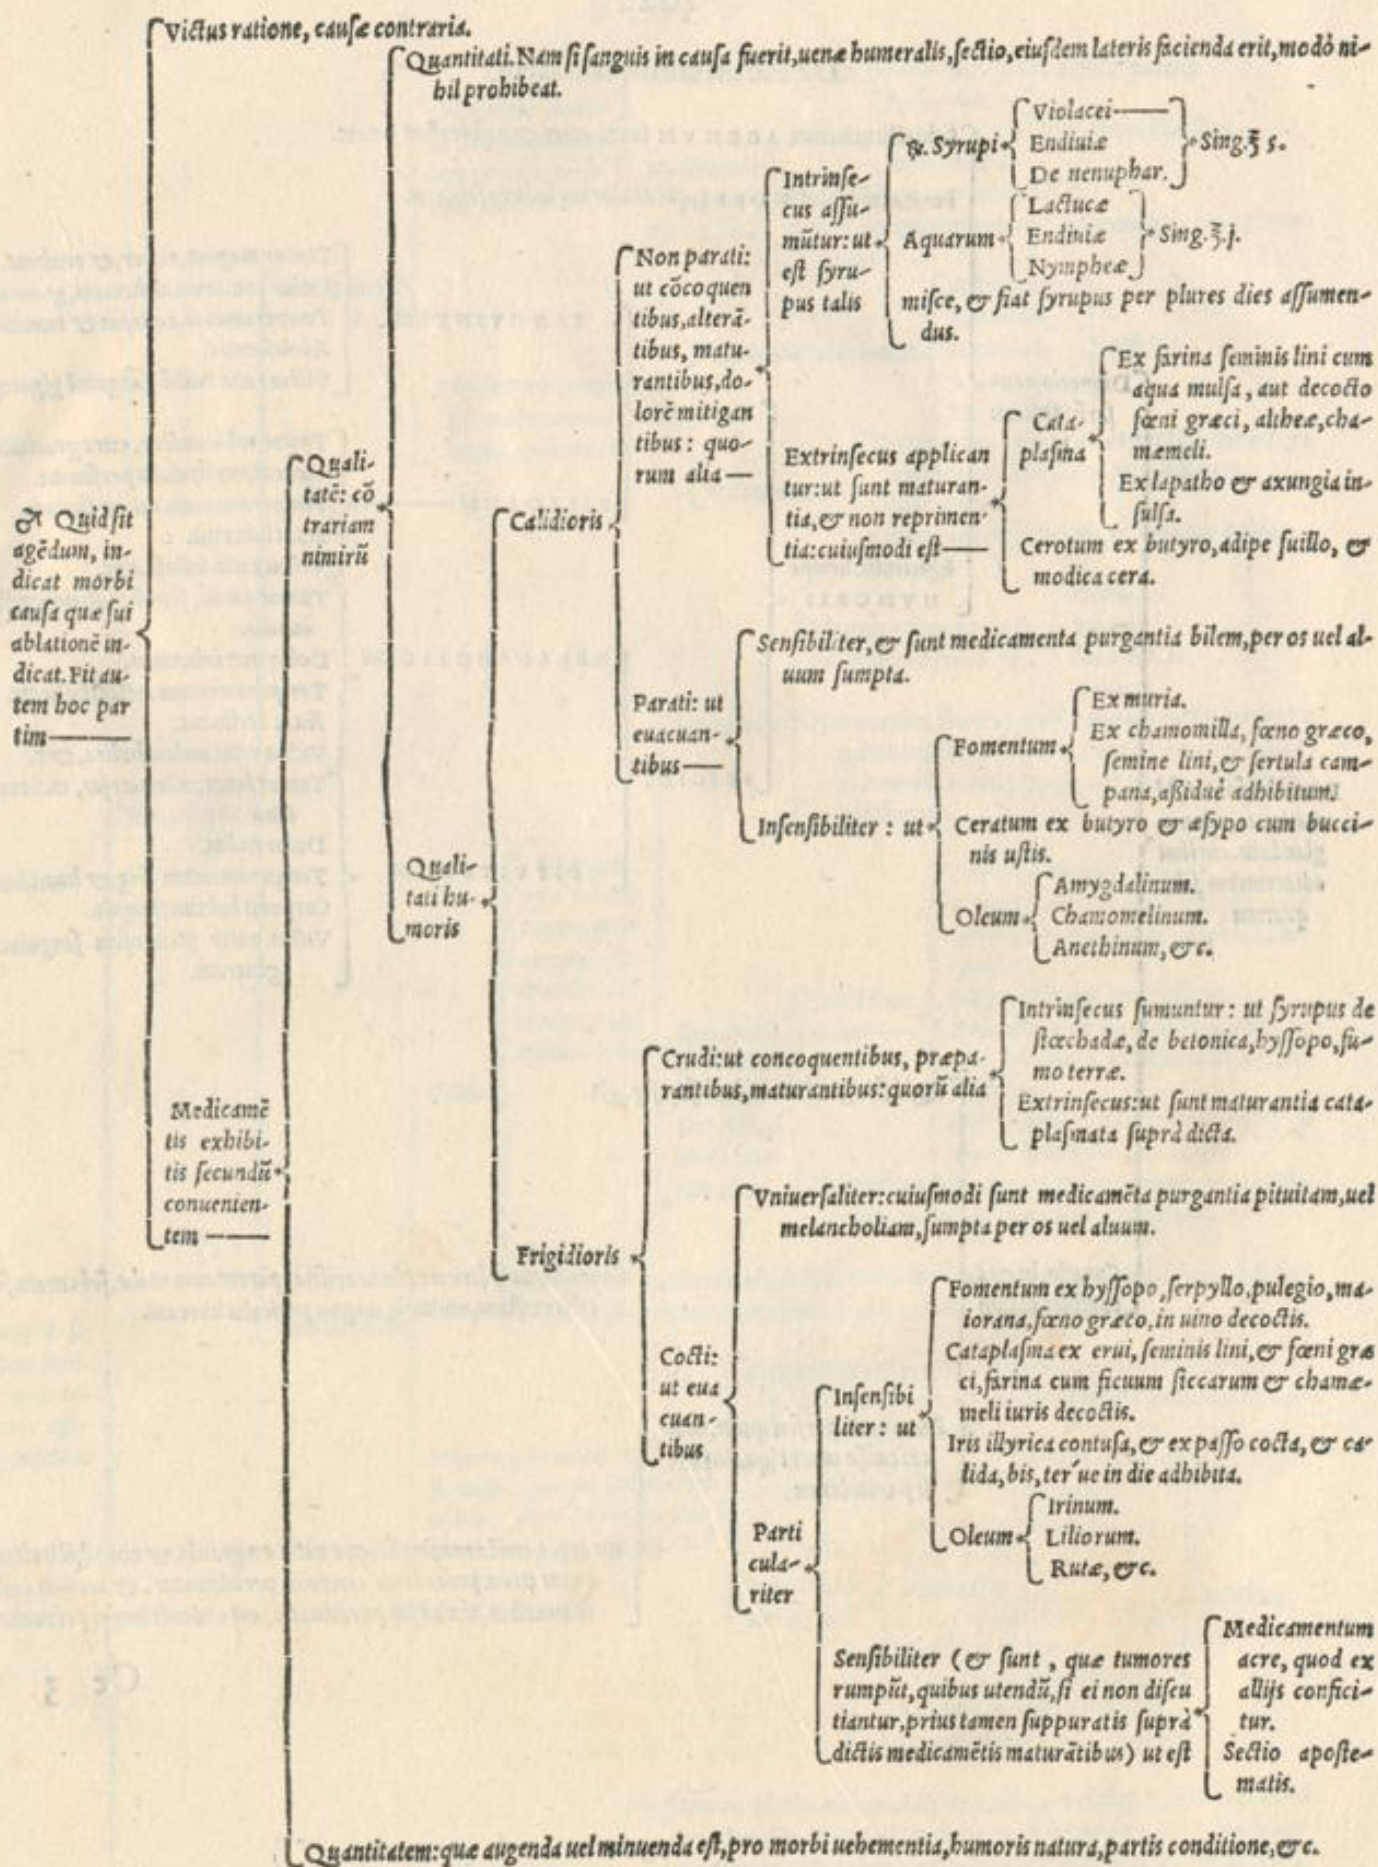 ♂ Quid sit
agēdum, in-
dicat morbi
causa quæ sui
ablationē in-
dicat. Fit au-
tem hoc par
tim
Victus ratione, causæ contraria.
Medicamē
tis exhibi-
tis secundū
conuenien-
tem
Quali-
tatē: cō
trariam
nimirū
Quantitati. Nam si sanguis in causa fuerit, uenæ humeralis, sectio, eiusdem lateris facienda erit, modò ni-
hil prohibeat.
Quali-
tati hu-
moris
Calidioris
Non parati:
ut cōcoquen
tibus, alterā-
tibus, matu-
rantibus, do-
lorē mitigan
tibus: quo-
rum alia
Intrinse-
cus assu-
mūtur: ut
est syru-
pus talis
℞. Syrupi
Violacei
Endiuiæ
De nenuphar.
Sing. ℥ s.
Aquarum
Lactucæ
Endiuiæ
Nympheæ
Sing. ℥. j.
misce, & fiat syrupus per plures dies assumen-
dus.
Extrinsecus applican
tur: ut sunt maturan-
tia, & non reprimen-
tia: cuiusmodi est
Cata-
plasma
Ex farina seminis lini cum
aqua mulsa, aut decocto
fœni græci, altheæ, cha-
mæmeli.
Ex lapatho & axungia in-
sulsa.
Cerotum ex butyro, adipe suillo, &
modica cera.
Parati: ut
euacuan-
tibus
Sensibiliter, & sunt medicamenta purgantia bilem, per os uel al-
uum sumpta.
Insensibiliter: ut
Fomentum
Ex muria.
Ex chamomilla, fœno græco,
semine lini, & sertula cam-
pana, aßiduè adhibitum.
Ceratum ex butyro & æsypo cum bucci-
nis ustis.
Oleum
Amygdalinum.
Chamomelinum.
Anethinum, &c.
Frigidioris
Crudi: ut concoquentibus, præpa-
rantibus, maturantibus: quorū alia
Intrinsecus sumuntur: ut syrupus de
stœchadæ, de betonica, hyssopo, fu-
mo terræ.
Extrinsecus: ut sunt maturantia cata-
plasmata suprà dicta.
Cocti:
ut eua
cuan-
tibus
Vniuersaliter: cuiusmodi sunt medicamēta purgantia pituitam, uel
melancholiam, sumpta per os uel aluum.
Parti
cula-
riter
Insensibi
liter: ut
Fomentum ex hyssopo, serpyllo, pulegio, ma-
iorana, fœno græco, in uino decoctis.
Cataplasma ex erui, seminis lini, & fœni græ
ci, farina cum ficuum siccarum & chamæ-
meli iuris decoctis.
Iris illyrica contusa, & ex passo cocta, & ca-
lida, bis, ter'ue in die adhibita.
Oleum
Irinum.
Liliorum.
Rutæ, &c.
Sensibiliter (& sunt, quæ tumores
rumpūt, quibus utendū, si ei non discu
tiantur, prius tamen suppuratis suprà
dictis medicamētis maturātibus) ut est
Medicamentum
acre, quod ex
allijs confici-
tur.
Sectio aposte-
matis.
Quantitatem: quæ augenda uel minuenda est, pro morbi uehementia, humoris natura, partis conditione, &c.